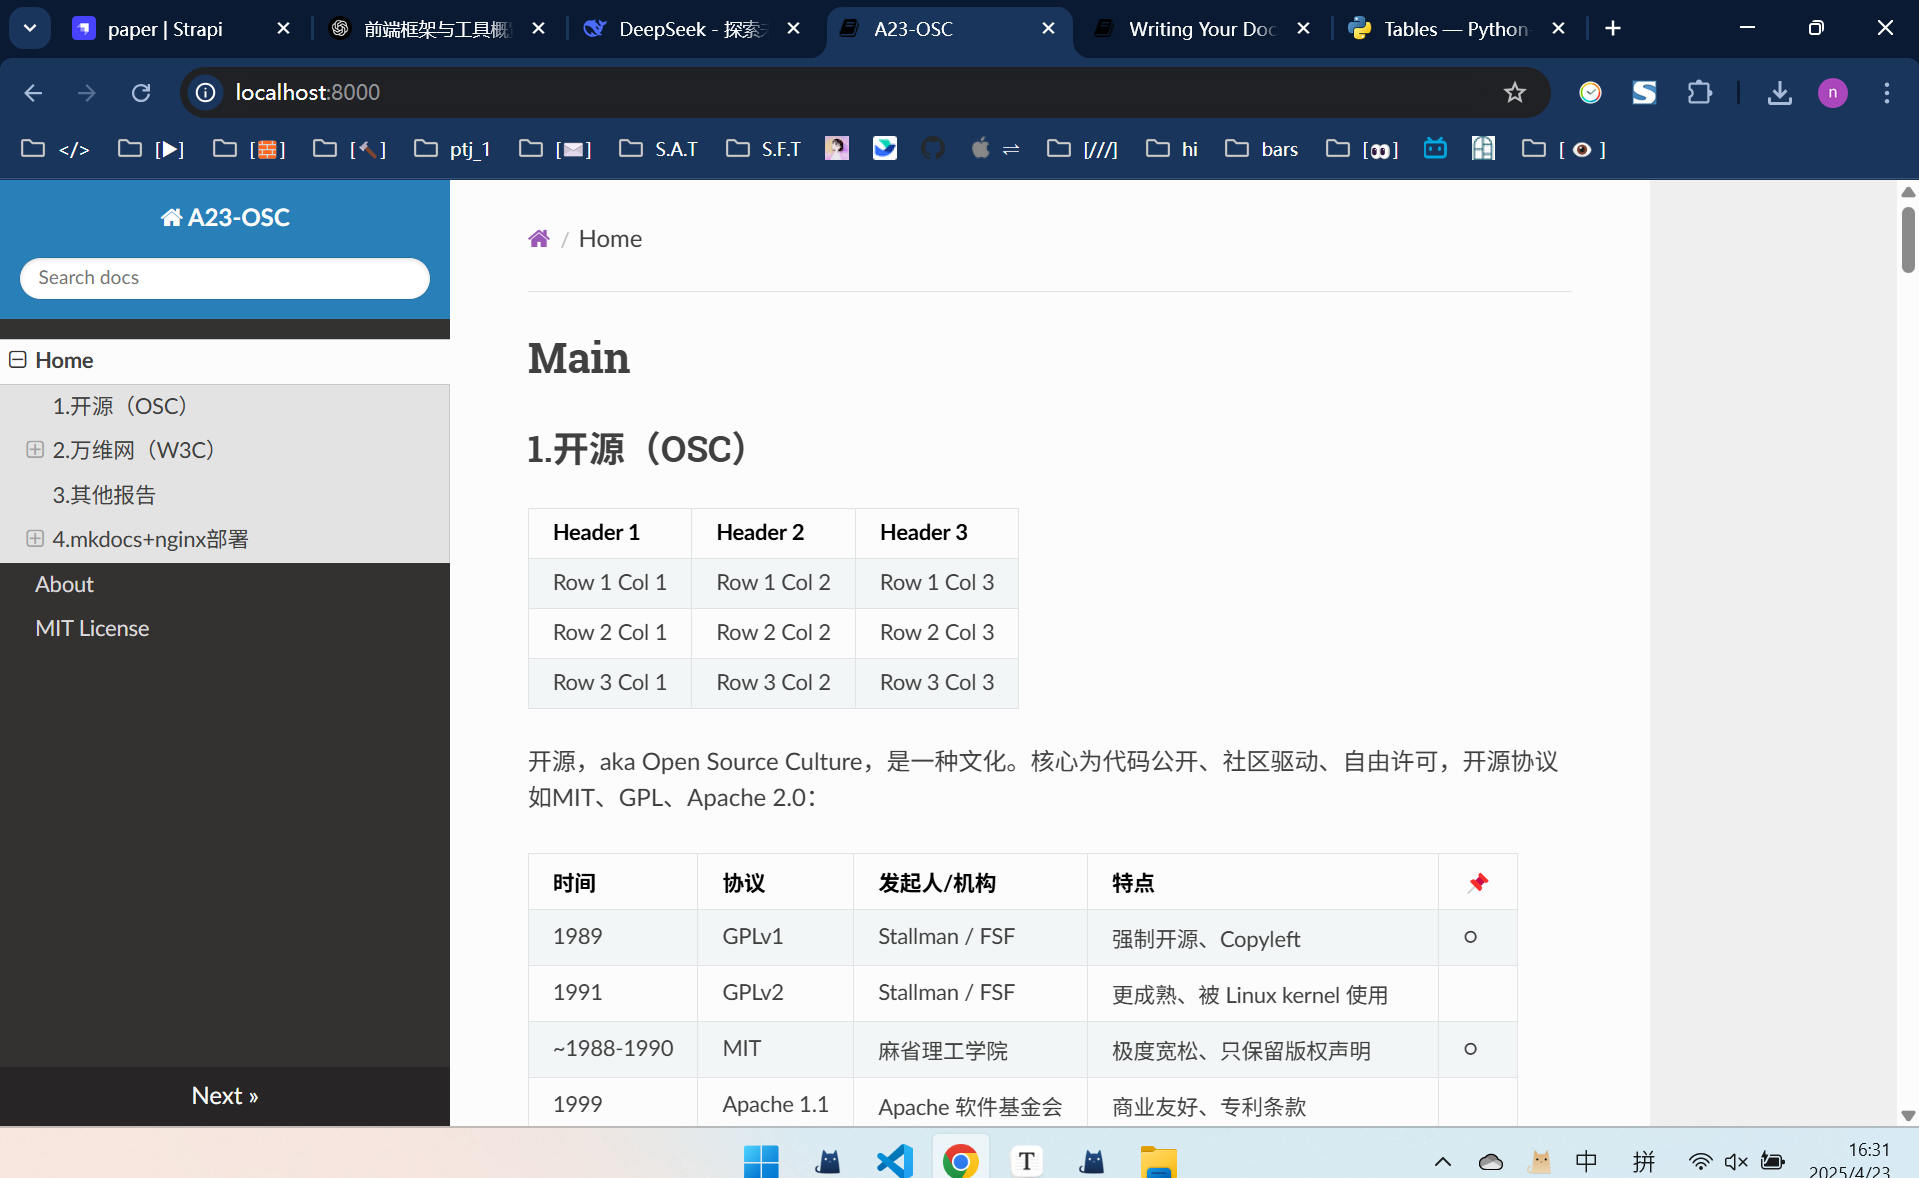 paper | Strapi
前端框架与工具概
DeepSeek - 探索
A23-OSC
Writing Your Doc
Tables — Python-
localhost:8000
n
</>
[▶]
[🧱]
[🔨]
ptj_1
[✉️]
S.A.T
S.F.T
⇌
[///]
hi
bars
[👀]
[ 👁 ]
A23-OSC
Search docs
Home
1.开源（OSC）
2.万维网（W3C）
3.其他报告
4.mkdocs+nginx部署
About
MIT License
Next »
/ Home
Main
1.开源（OSC）
Header 1 Header 2 Header 3
Row 1 Col 1 Row 1 Col 2 Row 1 Col 3
Row 2 Col 1 Row 2 Col 2 Row 2 Col 3
Row 3 Col 1 Row 3 Col 2 Row 3 Col 3
开源，aka Open Source Culture，是一种文化。核心为代码公开、社区驱动、自由许可，开源协议
如MIT、GPL、Apache 2.0：
时间 协议 发起人/机构 特点 📌
1989 GPLv1 Stallman / FSF 强制开源、Copyleft ○
1991 GPLv2 Stallman / FSF 更成熟、被 Linux kernel 使用
~1988-1990 MIT 麻省理工学院 极度宽松、只保留版权声明 ○
1999 Apache 1.1 Apache 软件基金会 商业友好、专利条款
T
中
拼
16:31
2025/4/23